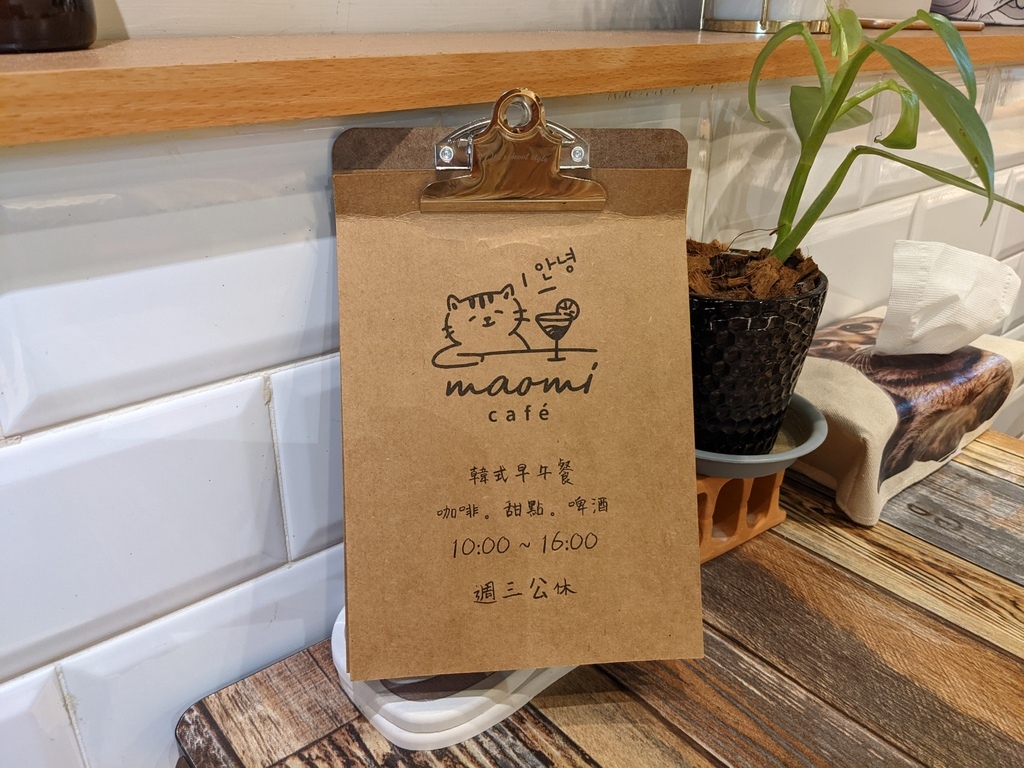 안녕
maomi
café
韓式早午餐
咖啡。甜點。啤酒
10:00 ~ 16:00
週三公休